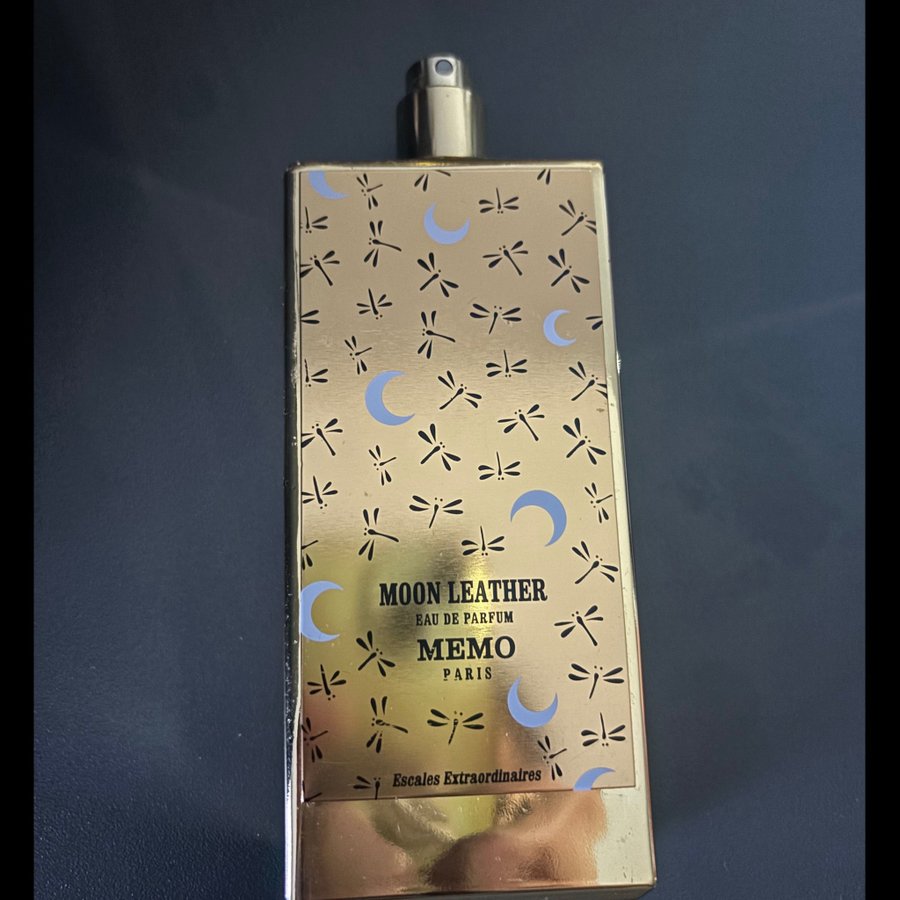 MOON LEATHER
EAU DE PARFUM
MEMO
PARIS
Escales Extraordinaires